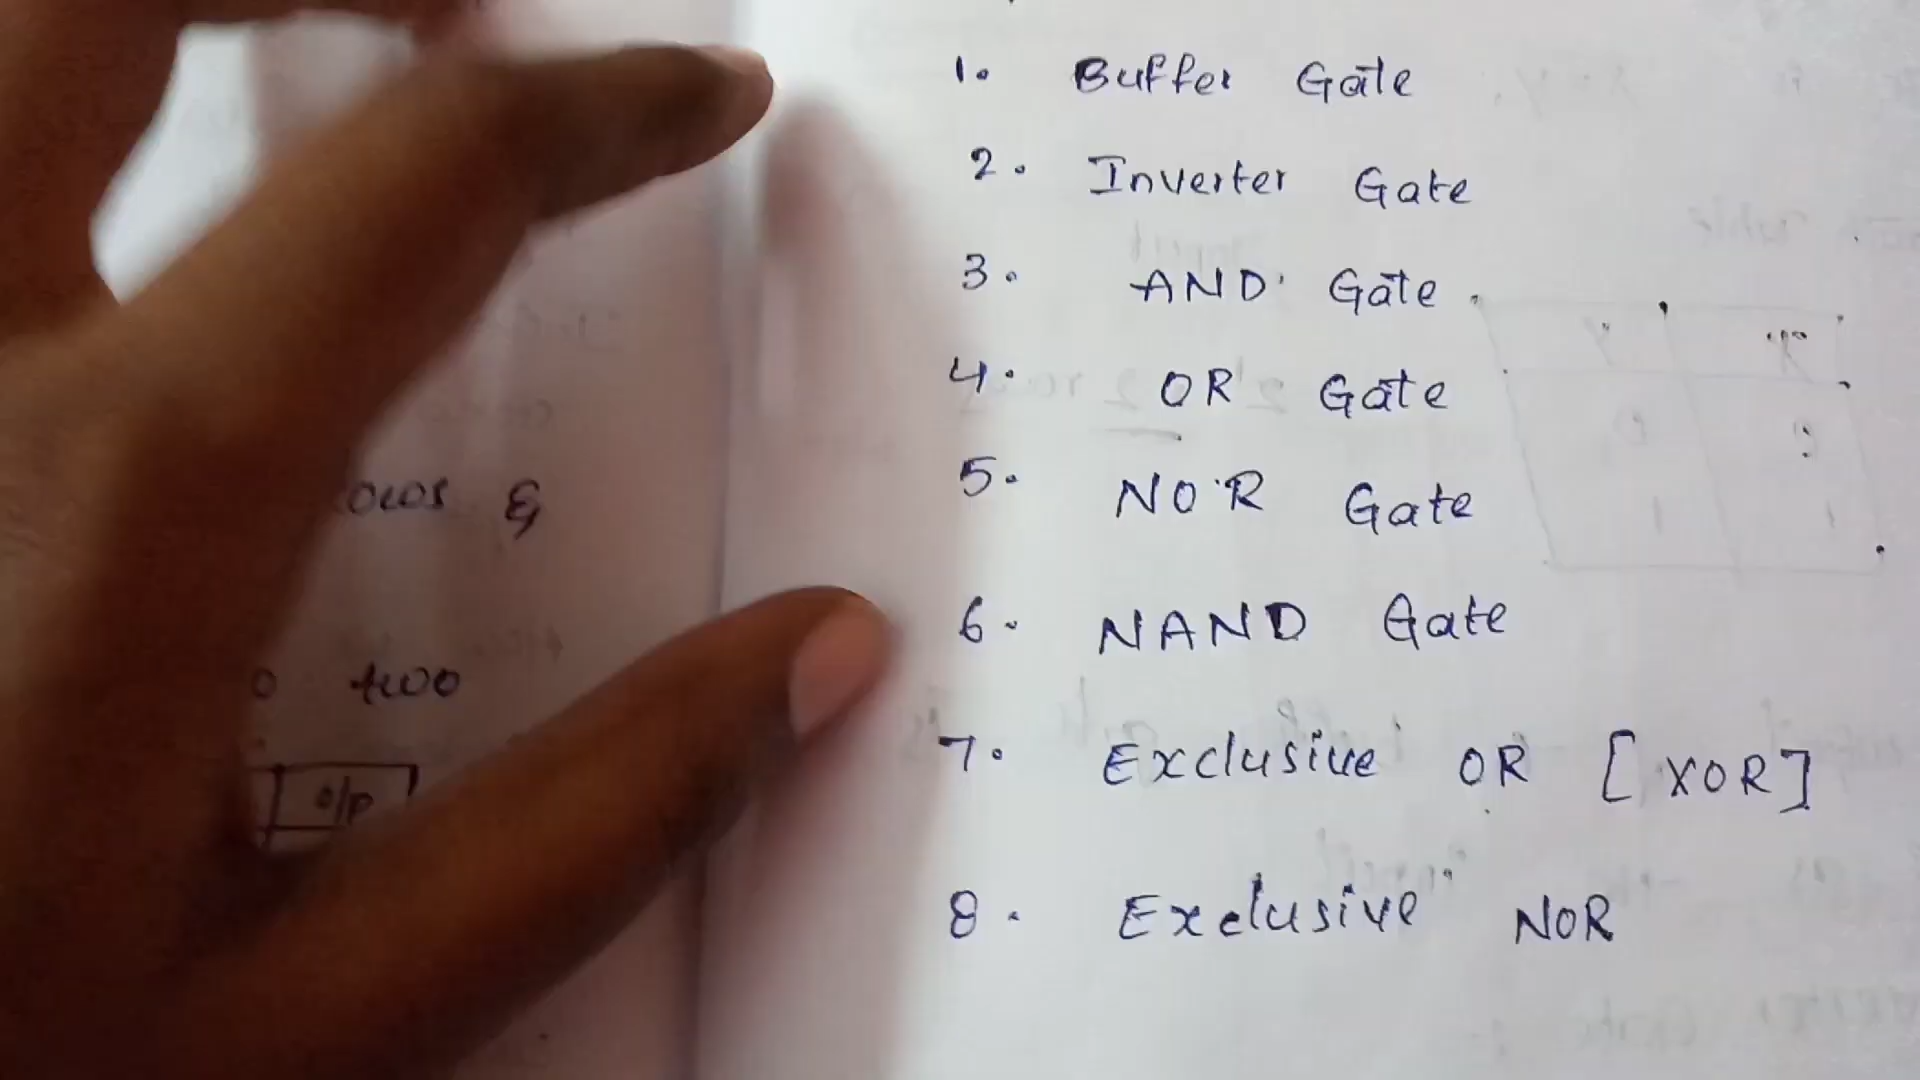 1. Buffer Gate
2. Inverter Gate
3. AND Gate
4. OR Gate
5. NOR Gate
6. NAND Gate
7. Exclusive OR [XOR]
8. Exclusive NOR
&
two
o/p